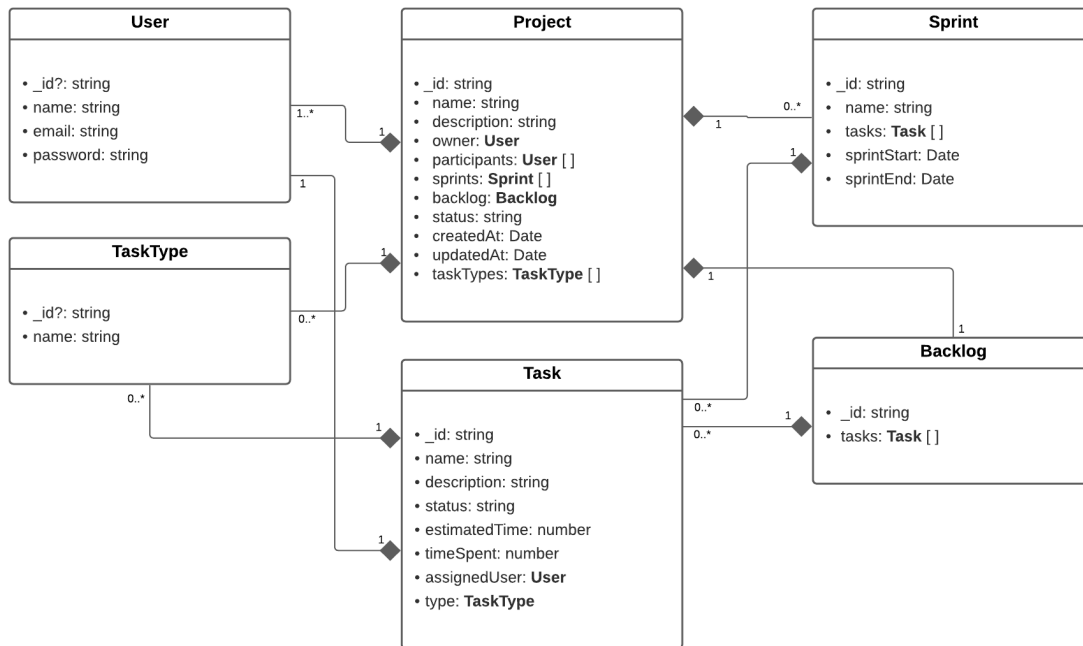 User
• _id?: string
• name: string
• email: string
• password: string
1..*
1
1
Project
• _id: string
• name: string
• description: string
• owner: User
• participants: User [ ]
• sprints: Sprint [ ]
• backlog: Backlog
• status: string
• createdAt: Date
• updatedAt: Date
• taskTypes: TaskType [ ]
1
0..*
Sprint
• _id: string
• name: string
• tasks: Task [ ]
• sprintStart: Date
• sprintEnd: Date
1
TaskType
• _id?: string
• name: string
0..*
1
0..*
1
1
1
Task
• _id: string
• name: string
• description: string
• status: string
• estimatedTime: number
• timeSpent: number
• assignedUser: User
• type: TaskType
1
0..*
0..*
1
Backlog
• _id: string
• tasks: Task [ ]